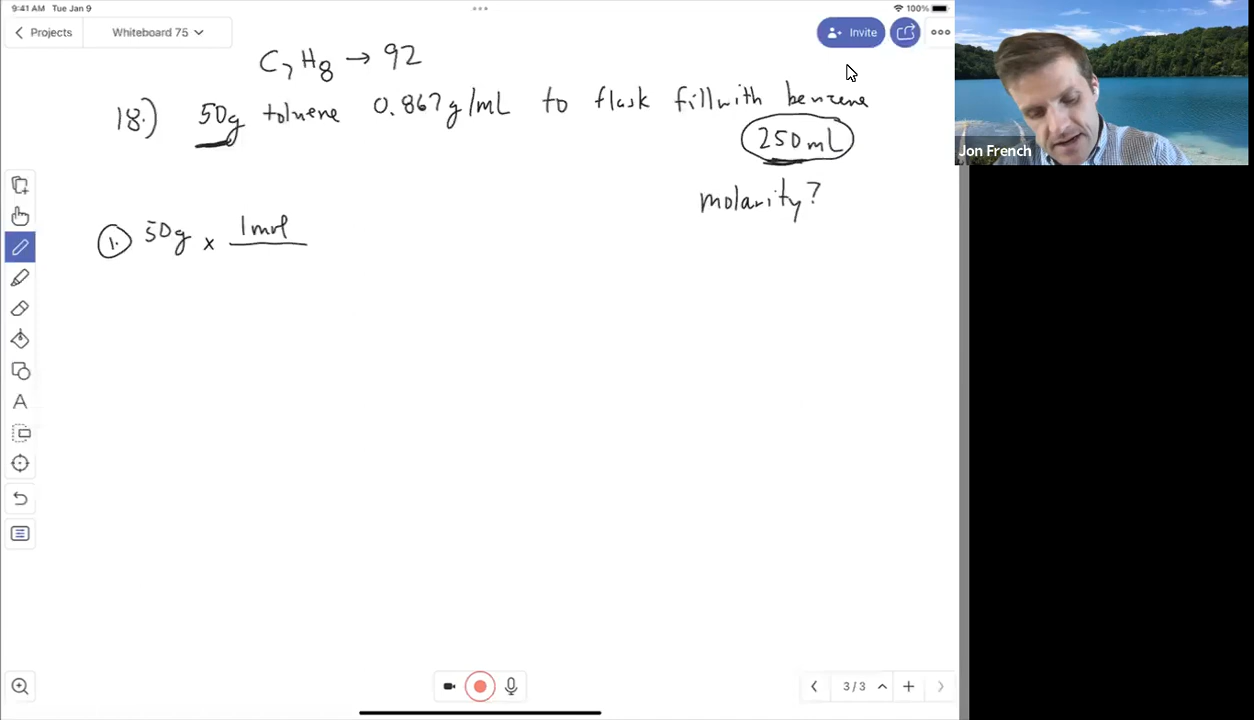 9:41 AM Tue Jan 9
100%
Projects
Whiteboard 75
Invite
C7H8 → 92
18.) 50g toluene 0.867 g/mL to flask fill with benzene
250 mL
molarity?
Jon French
1. 50g x 1 mol
A
3/3